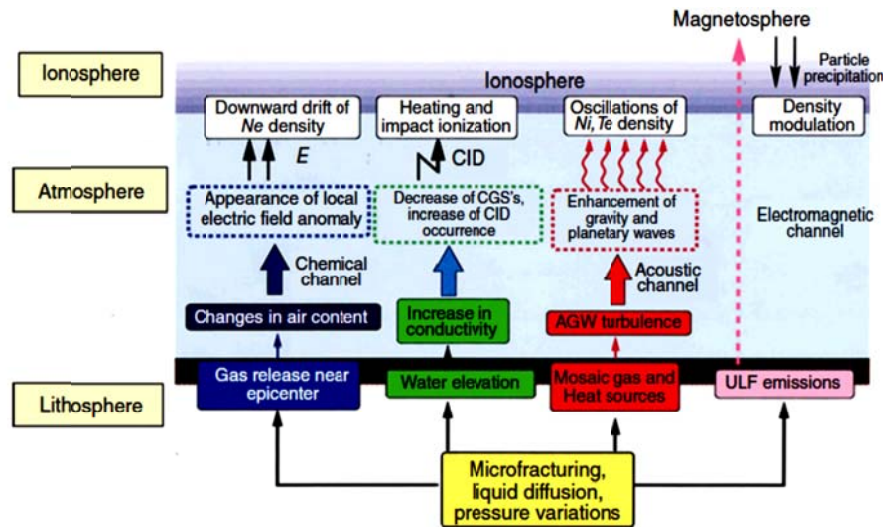 Magnetosphere
Particle
precipitation
Ionosphere
Ionosphere
Downward drift of
Ne density
Heating and
impact ionization
Oscillations of
Ni, Te density
Density
modulation
E
CID
Atmosphere
Appearance of local
electric field anomaly
Decrease of CGS's,
increase of CID
occurrence
Enhancement of
gravity and
planetary waves
Electromagnetic
channel
Chemical
channel
Acoustic
channel
Changes in air content
Increase in
conductivity
AGW turbulence
Lithosphere
Gas release near
epicenter
Water elevation
Mosaic gas and
Heat sources
ULF emissions
Microfracturing,
liquid diffusion,
pressure variations